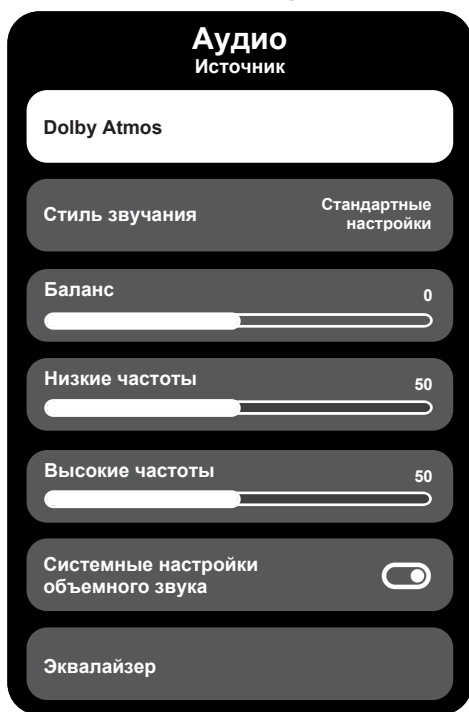 Аудио
Источник
Dolby Atmos
Стиль звучания
Стандартные
настройки
Баланс
0
Низкие частоты
50
Высокие частоты
50
Системные настройки
объемного звука
Эквалайзер